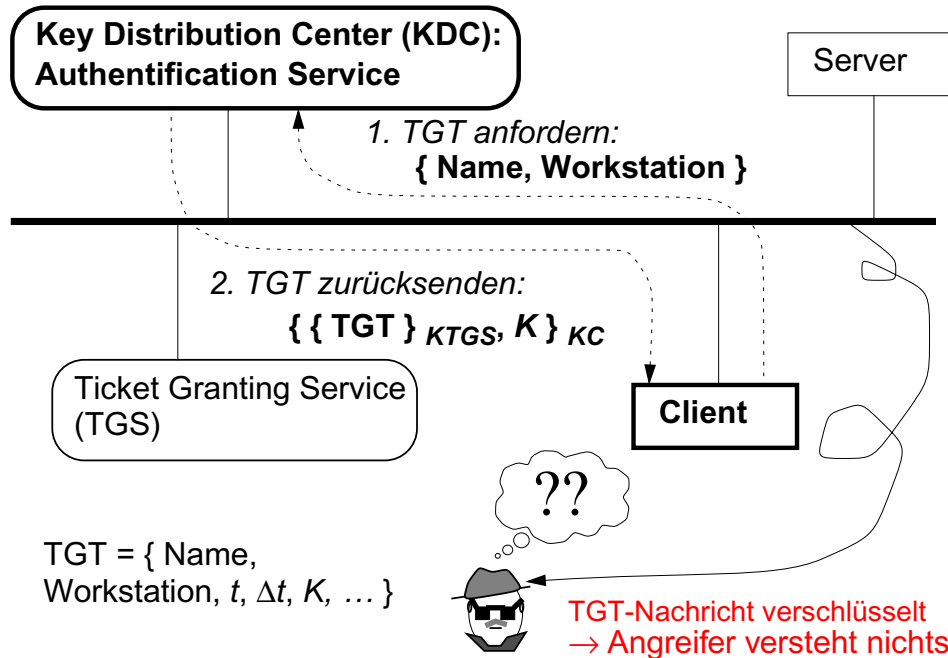 Key Distribution Center (KDC):
Authentification Service
Server
1. TGT anfordern:
{ Name, Workstation }
2. TGT zurücksenden:
{ { TGT } KTGS, K } KC
Ticket Granting Service
(TGS)
Client
??
TGT = { Name,
Workstation, t, Δt, K, … }
TGT-Nachricht verschlüsselt
→ Angreifer versteht nichts